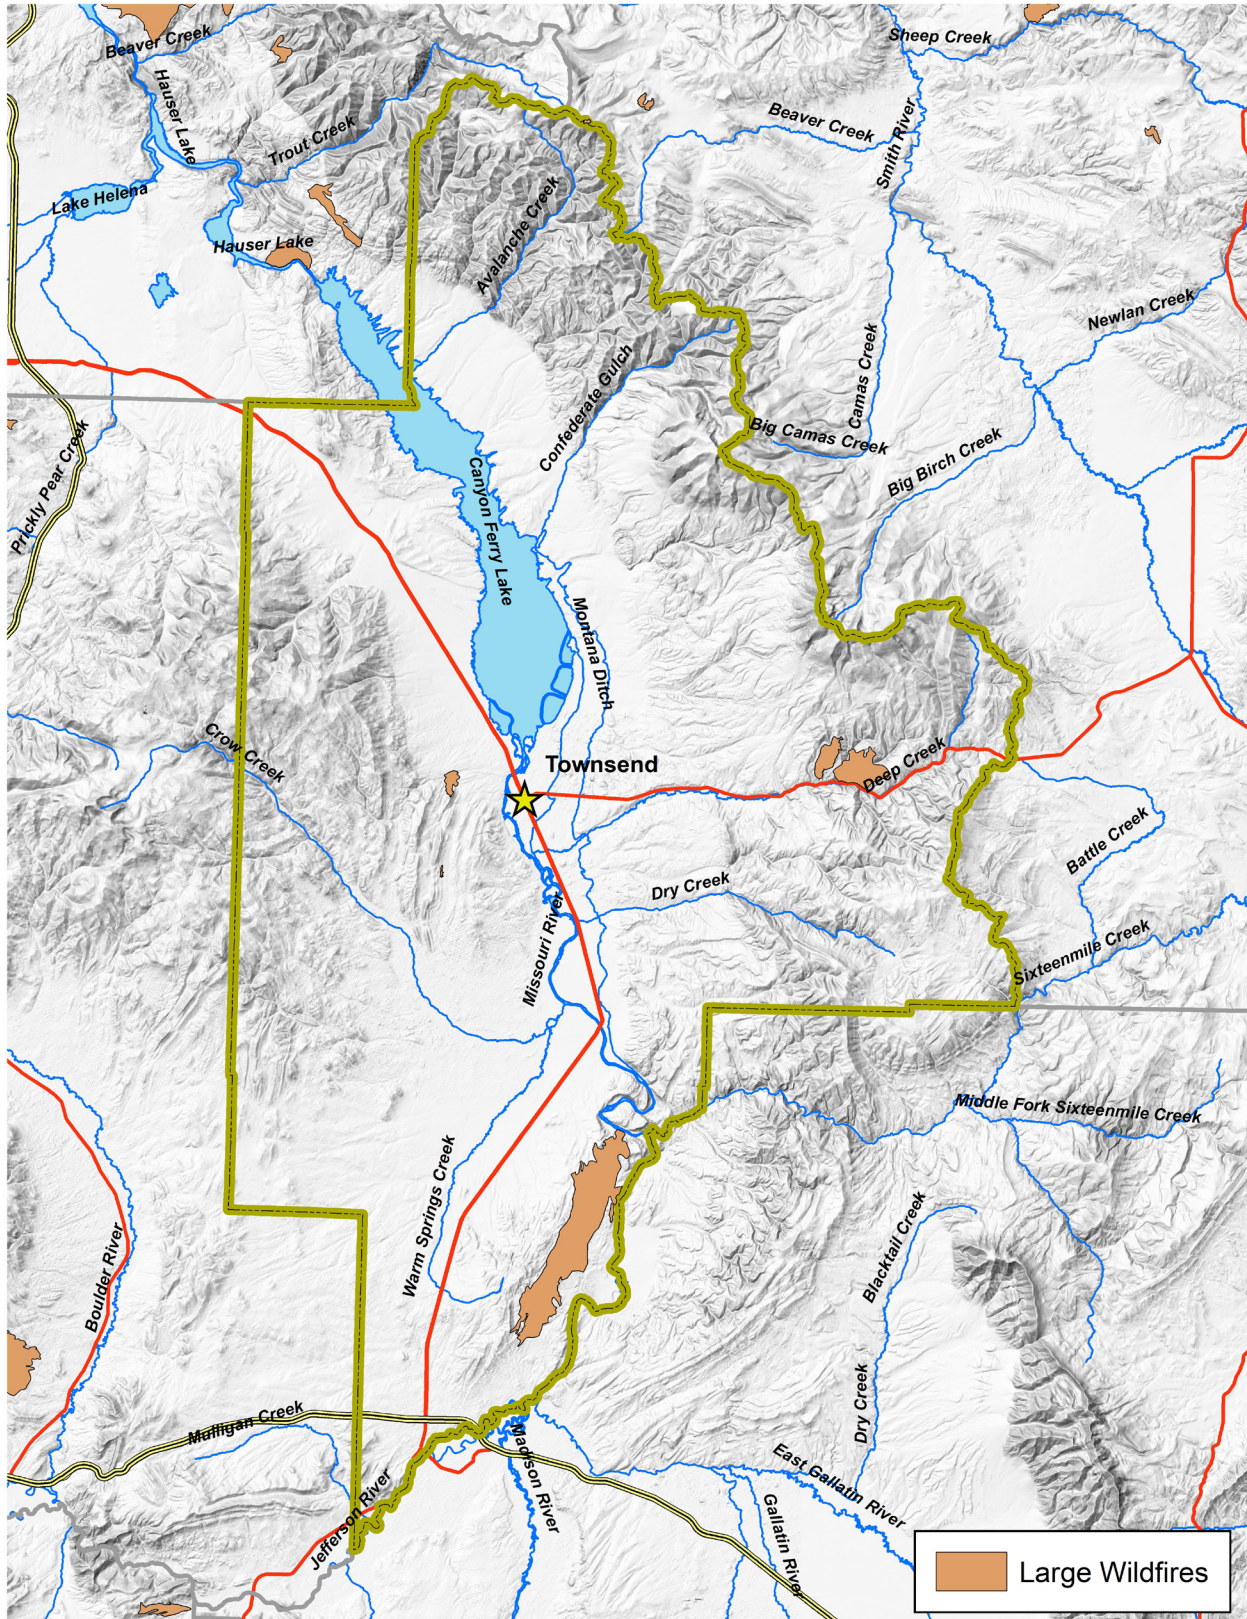 Beaver Creek
Sheep Creek
Hauser Lake
Trout Creek
Beaver Creek
Smith River
Lake Helena
Avalanche Creek
Hauser Lake
Newlan Creek
Confederate Gulch
Camas Creek
Big Camas Creek
Big Birch Creek
Prickly Pear Creek
Canyon Ferry Lake
Montana Ditch
Crow Creek
Townsend
Deep Creek
Battle Creek
Dry Creek
Missouri River
Sixteenmile Creek
Middle Fork Sixteenmile Creek
Warm Springs Creek
Blacktail Creek
Boulder River
Dry Creek
Mulligan Creek
Madison River
East Gallatin River
Jefferson River
Gallatin River
Large Wildfires